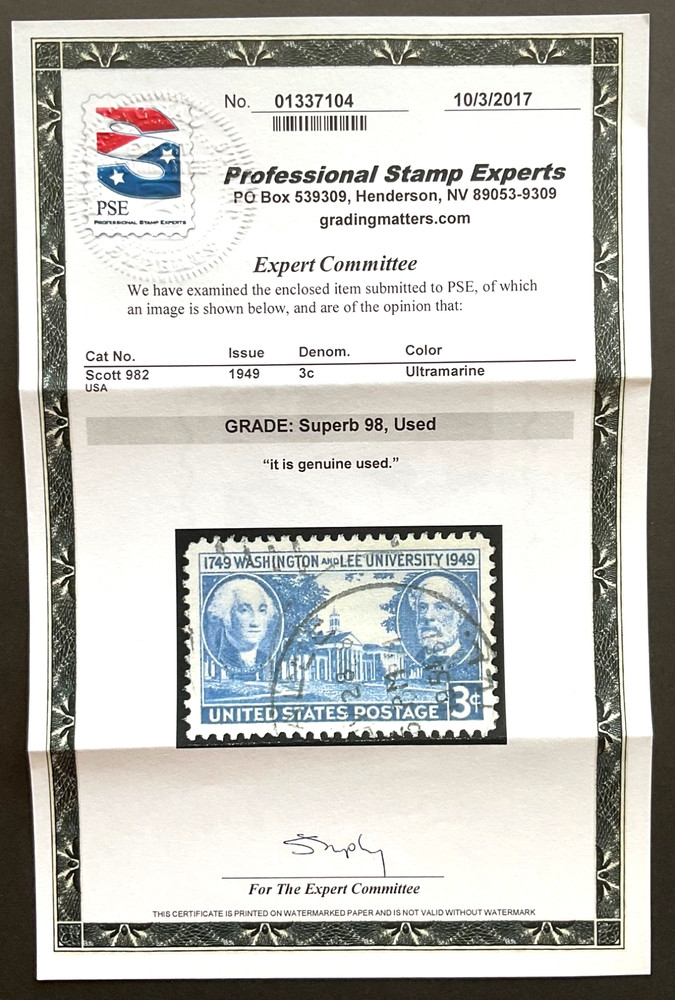 No. 01337104 10/3/2017
PSE
PROFESSIONAL STAMP EXPERTS
Professional Stamp Experts
PO Box 539309, Henderson, NV 89053-9309
gradingmatters.com
Expert Committee
We have examined the enclosed item submitted to PSE, of which
an image is shown below, and are of the opinion that:
Cat No. Issue Denom. Color
Scott 982 1949 3c Ultramarine
USA
GRADE: Superb 98, Used
“it is genuine used.”
1749 WASHINGTON AND LEE UNIVERSITY 1949
UNITED STATES POSTAGE 3¢
For The Expert Committee
THIS CERTIFICATE IS PRINTED ON WATERMARKED PAPER AND IS NOT VALID WITHOUT WATERMARK